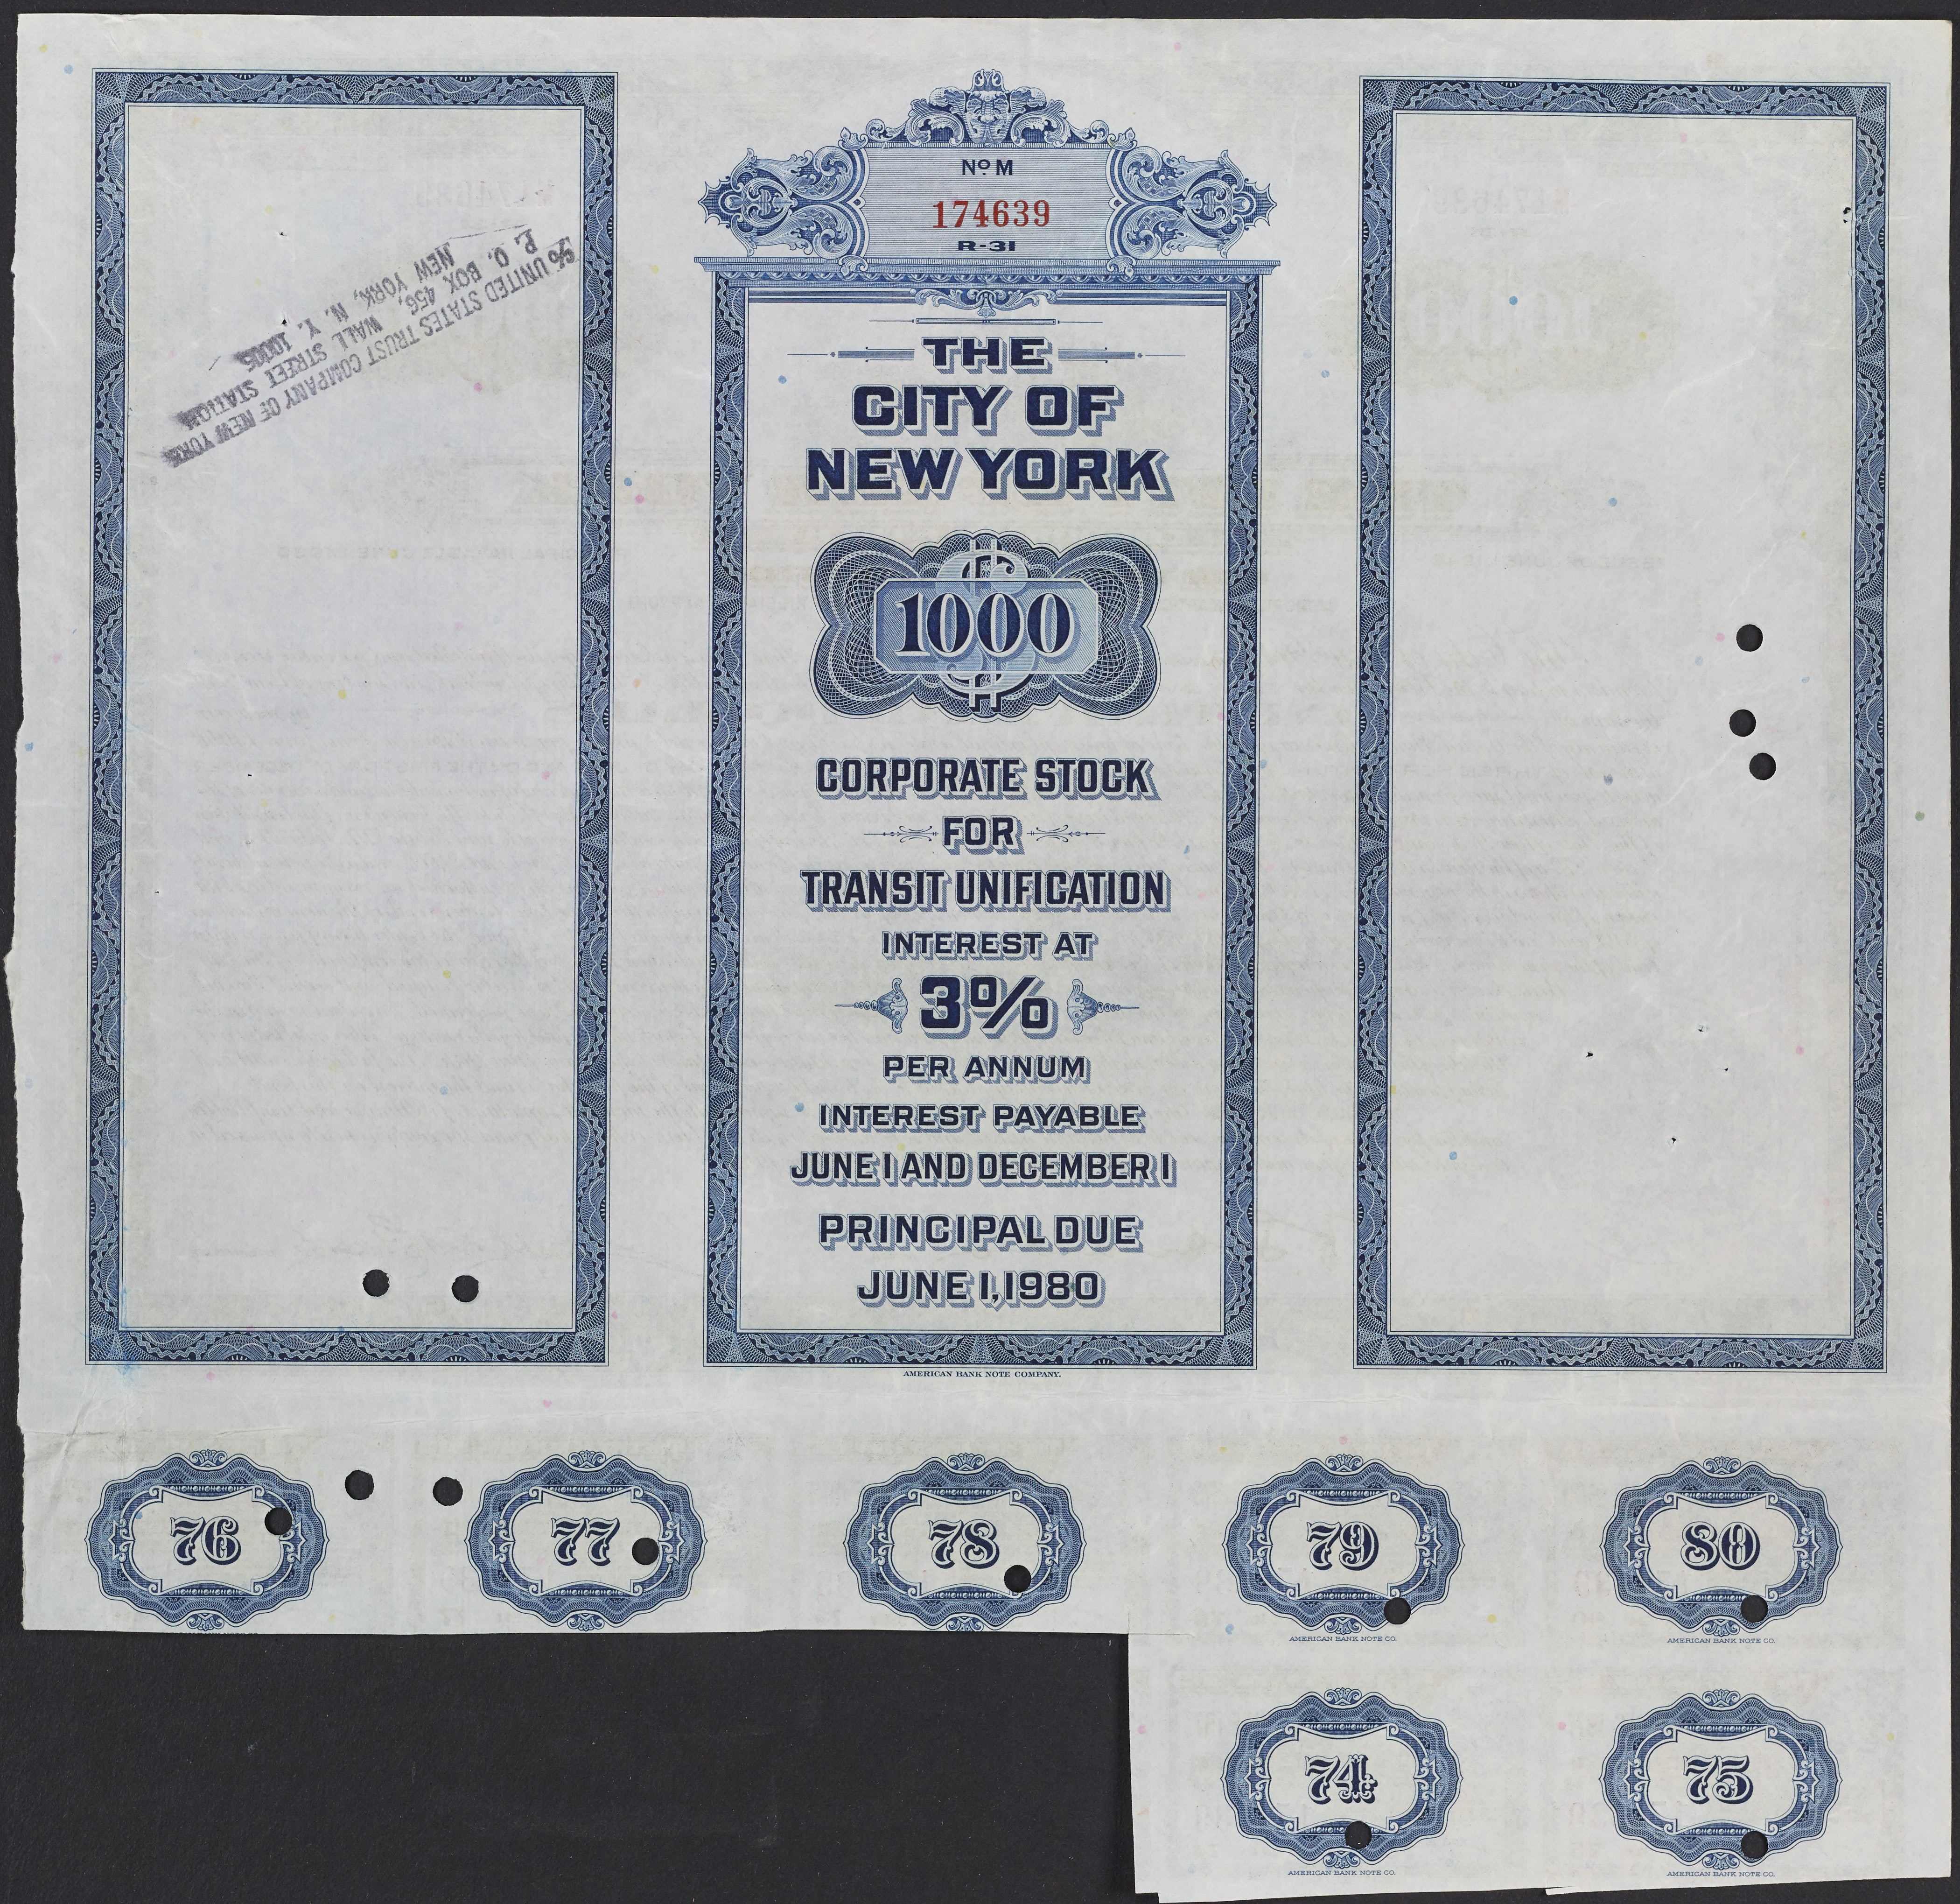 Nº M
174639
R-31
THE
CITY OF
NEW YORK
$1000
CORPORATE STOCK
FOR
TRANSIT UNIFICATION
INTEREST AT
3%
PER ANNUM
INTEREST PAYABLE
JUNE 1 AND DECEMBER 1
PRINCIPAL DUE
JUNE 1, 1980
AMERICAN BANK NOTE COMPANY.
% UNITED STATES TRUST COMPANY OF NEW YORK
P. O. BOX 456, WALL STREET STATION
NEW YORK, N. Y. 10005
76
77
78
79
80
AMERICAN BANK NOTE CO.
AMERICAN BANK NOTE CO.
74
75
AMERICAN BANK NOTE CO.
AMERICAN BANK NOTE CO.